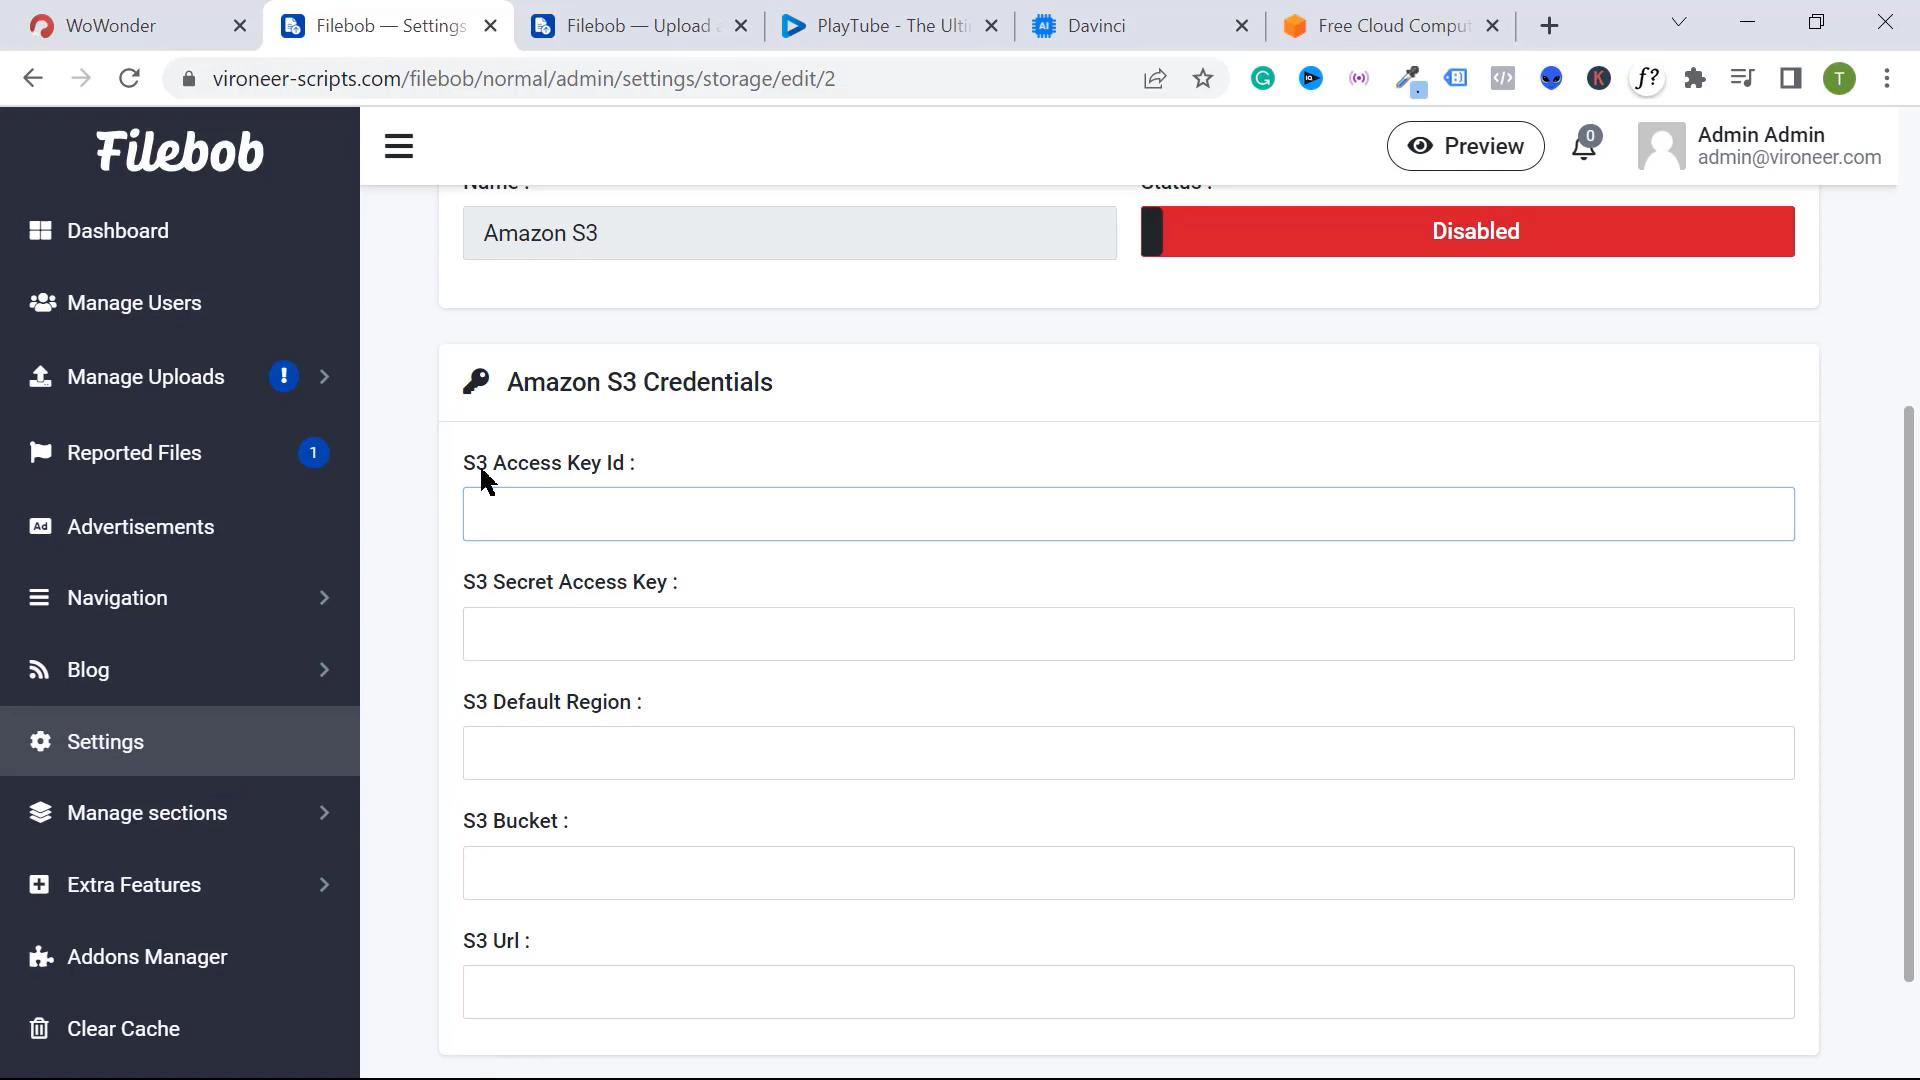 WoWonder
Filebob — Settings
Filebob — Upload a
PlayTube - The Ulti
Davinci
Free Cloud Comput
vironeer-scripts.com/filebob/normal/admin/settings/storage/edit/2
f?
T
Filebob
Preview
0
Admin Admin
admin@vironeer.com
Dashboard
Manage Users
Manage Uploads !
Reported Files 1
Ad Advertisements
Navigation
Blog
Settings
Manage sections
Extra Features
Addons Manager
Clear Cache
Name :
Status :
Amazon S3
Disabled
Amazon S3 Credentials
S3 Access Key Id :
S3 Secret Access Key :
S3 Default Region :
S3 Bucket :
S3 Url :